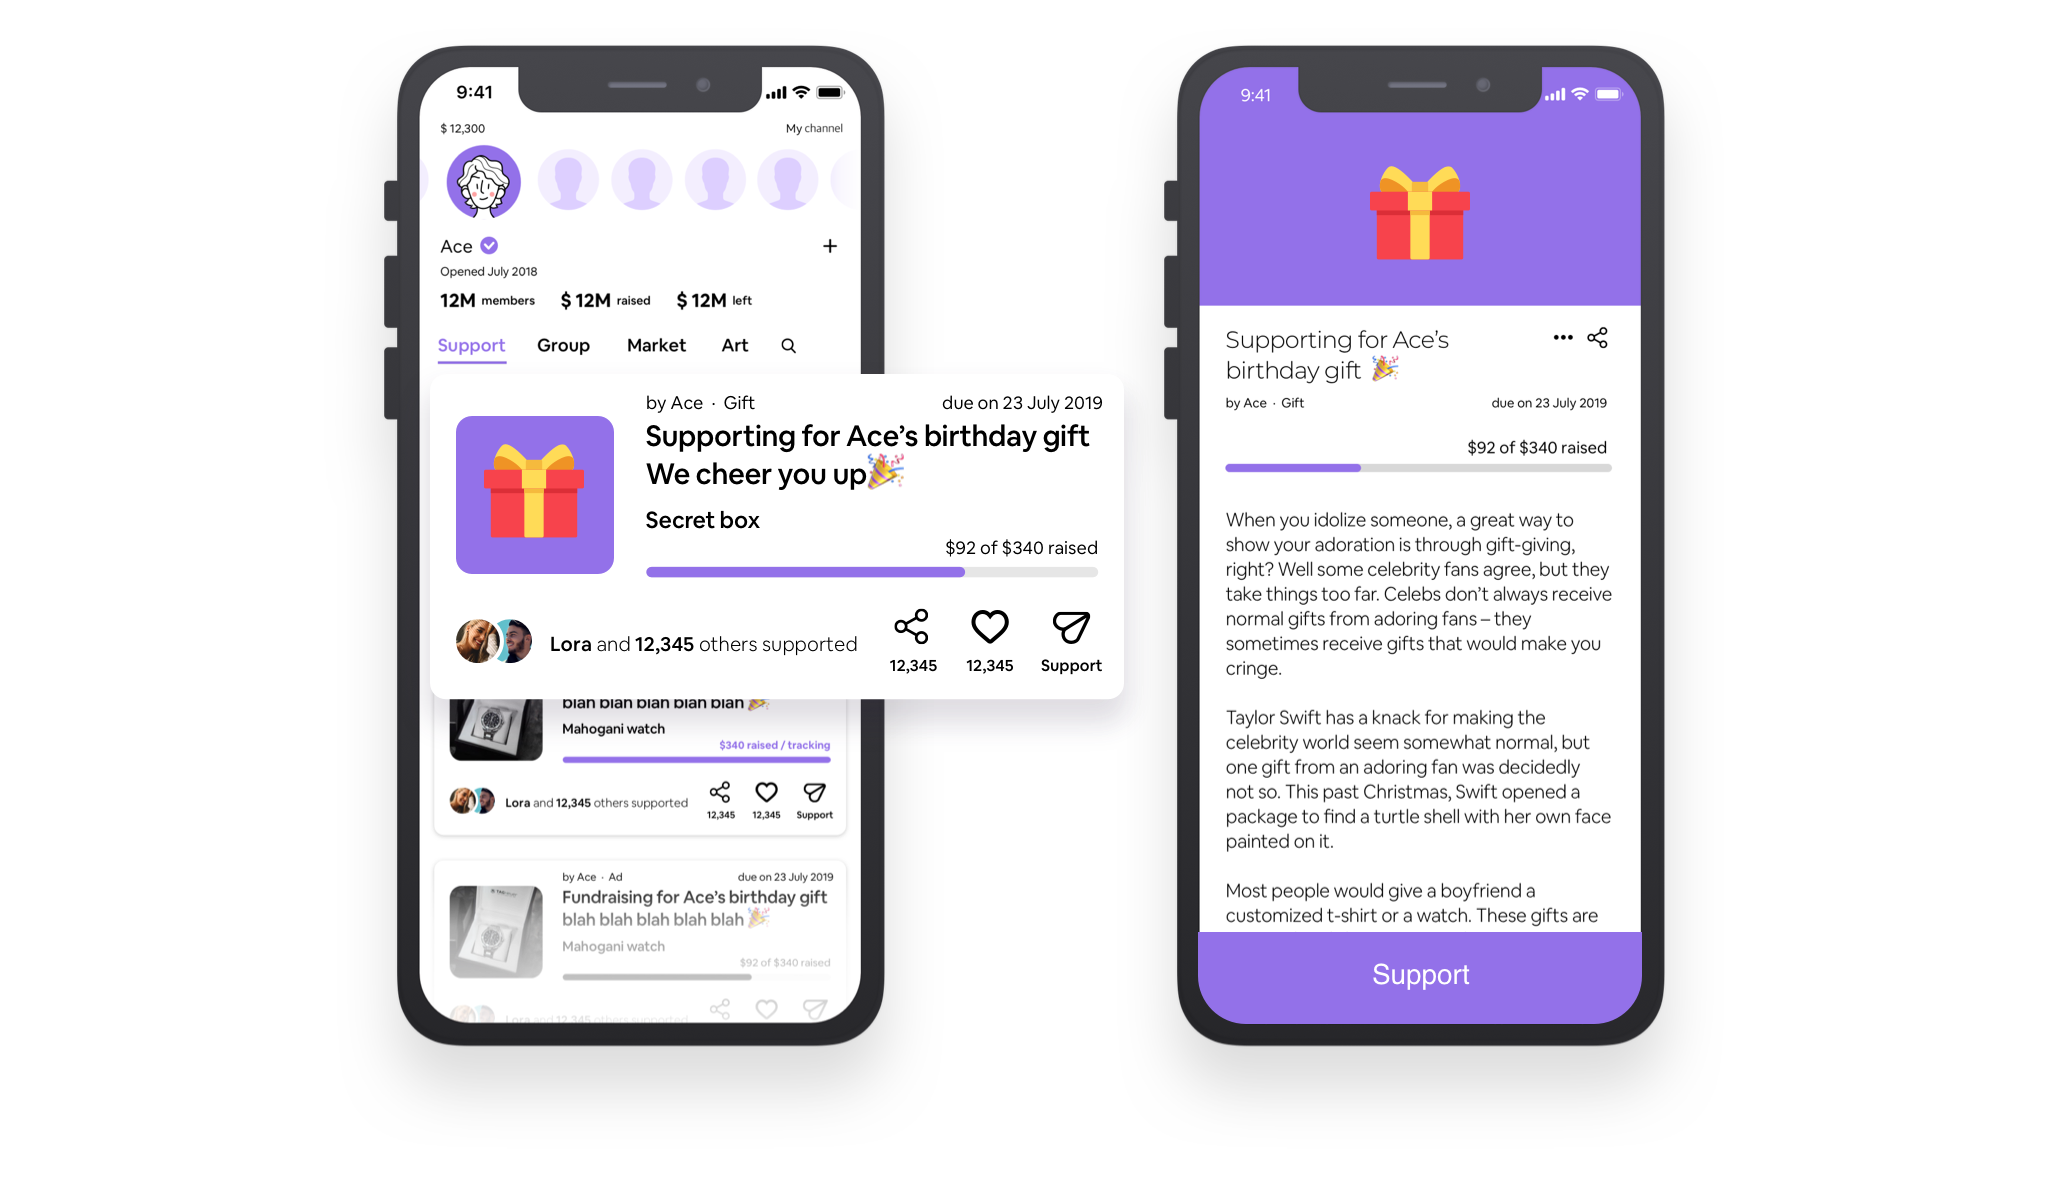 9:41
$ 12,300
My channel
Ace
Opened July 2018
12M members $ 12M raised $ 12M left
Support Group Market Art
by Ace · Gift
due on 23 July 2019
Supporting for Ace’s birthday gift
We cheer you up🎉
Secret box
$92 of $340 raised
Lora and 12,345 others supported
12,345
12,345
Support
blah blah blah blah blah 🎉
Mahogani watch
$340 raised / tracking
Lora and 12,345 others supported
12,345
12,345
Support
by Ace · Ad
due on 23 July 2019
Fundraising for Ace’s birthday gift
blah blah blah blah blah 🎉
Mahogani watch
$92 of $340 raised
Lora and 12,345 others supported
9:41
Supporting for Ace’s
birthday gift 🎉
by Ace · Gift
due on 23 July 2019
$92 of $340 raised
When you idolize someone, a great way to
show your adoration is through gift-giving,
right? Well some celebrity fans agree, but they
take things too far. Celebs don’t always receive
normal gifts from adoring fans – they
sometimes receive gifts that would make you
cringe.
Taylor Swift has a knack for making the
celebrity world seem somewhat normal, but
one gift from an adoring fan was decidedly
not so. This past Christmas, Swift opened a
package to find a turtle shell with her own face
painted on it.
Most people would give a boyfriend a
customized t-shirt or a watch. These gifts are
Support